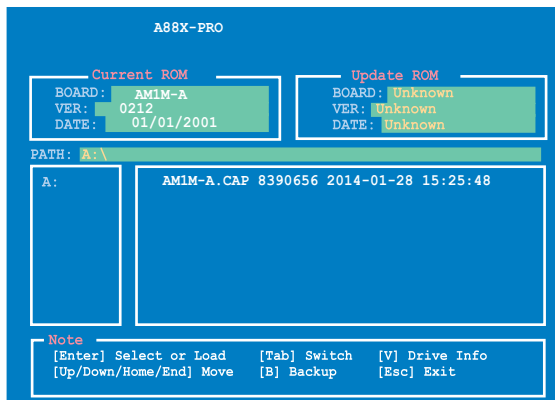 A88X-PRO
Current ROM
BOARD: AM1M-A
VER: 0212
DATE: 01/01/2001
Update ROM
BOARD: Unknown
VER: Unknown
DATE: Unknown
PATH: A:\
A:
AM1M-A.CAP 8390656 2014-01-28 15:25:48
Note
[Enter] Select or Load [Tab] Switch [V] Drive Info
[Up/Down/Home/End] Move [B] Backup [Esc] Exit